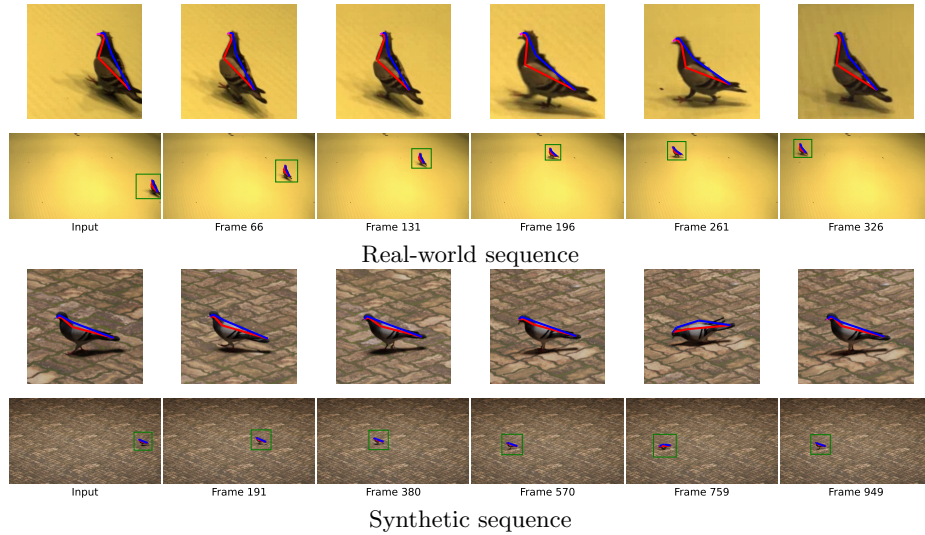 Input Frame 66 Frame 131 Frame 196 Frame 261 Frame 326
Real-world sequence
Input Frame 191 Frame 380 Frame 570 Frame 759 Frame 949
Synthetic sequence